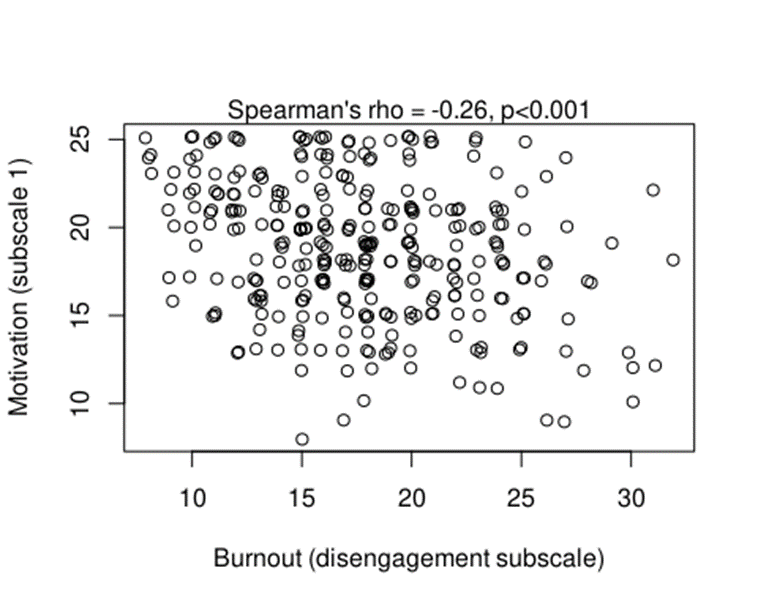 Spearman's rho = -0.26, p<0.001
Motivation (subscale 1)
25
20
15
10
10 15 20 25 30
Burnout (disengagement subscale)